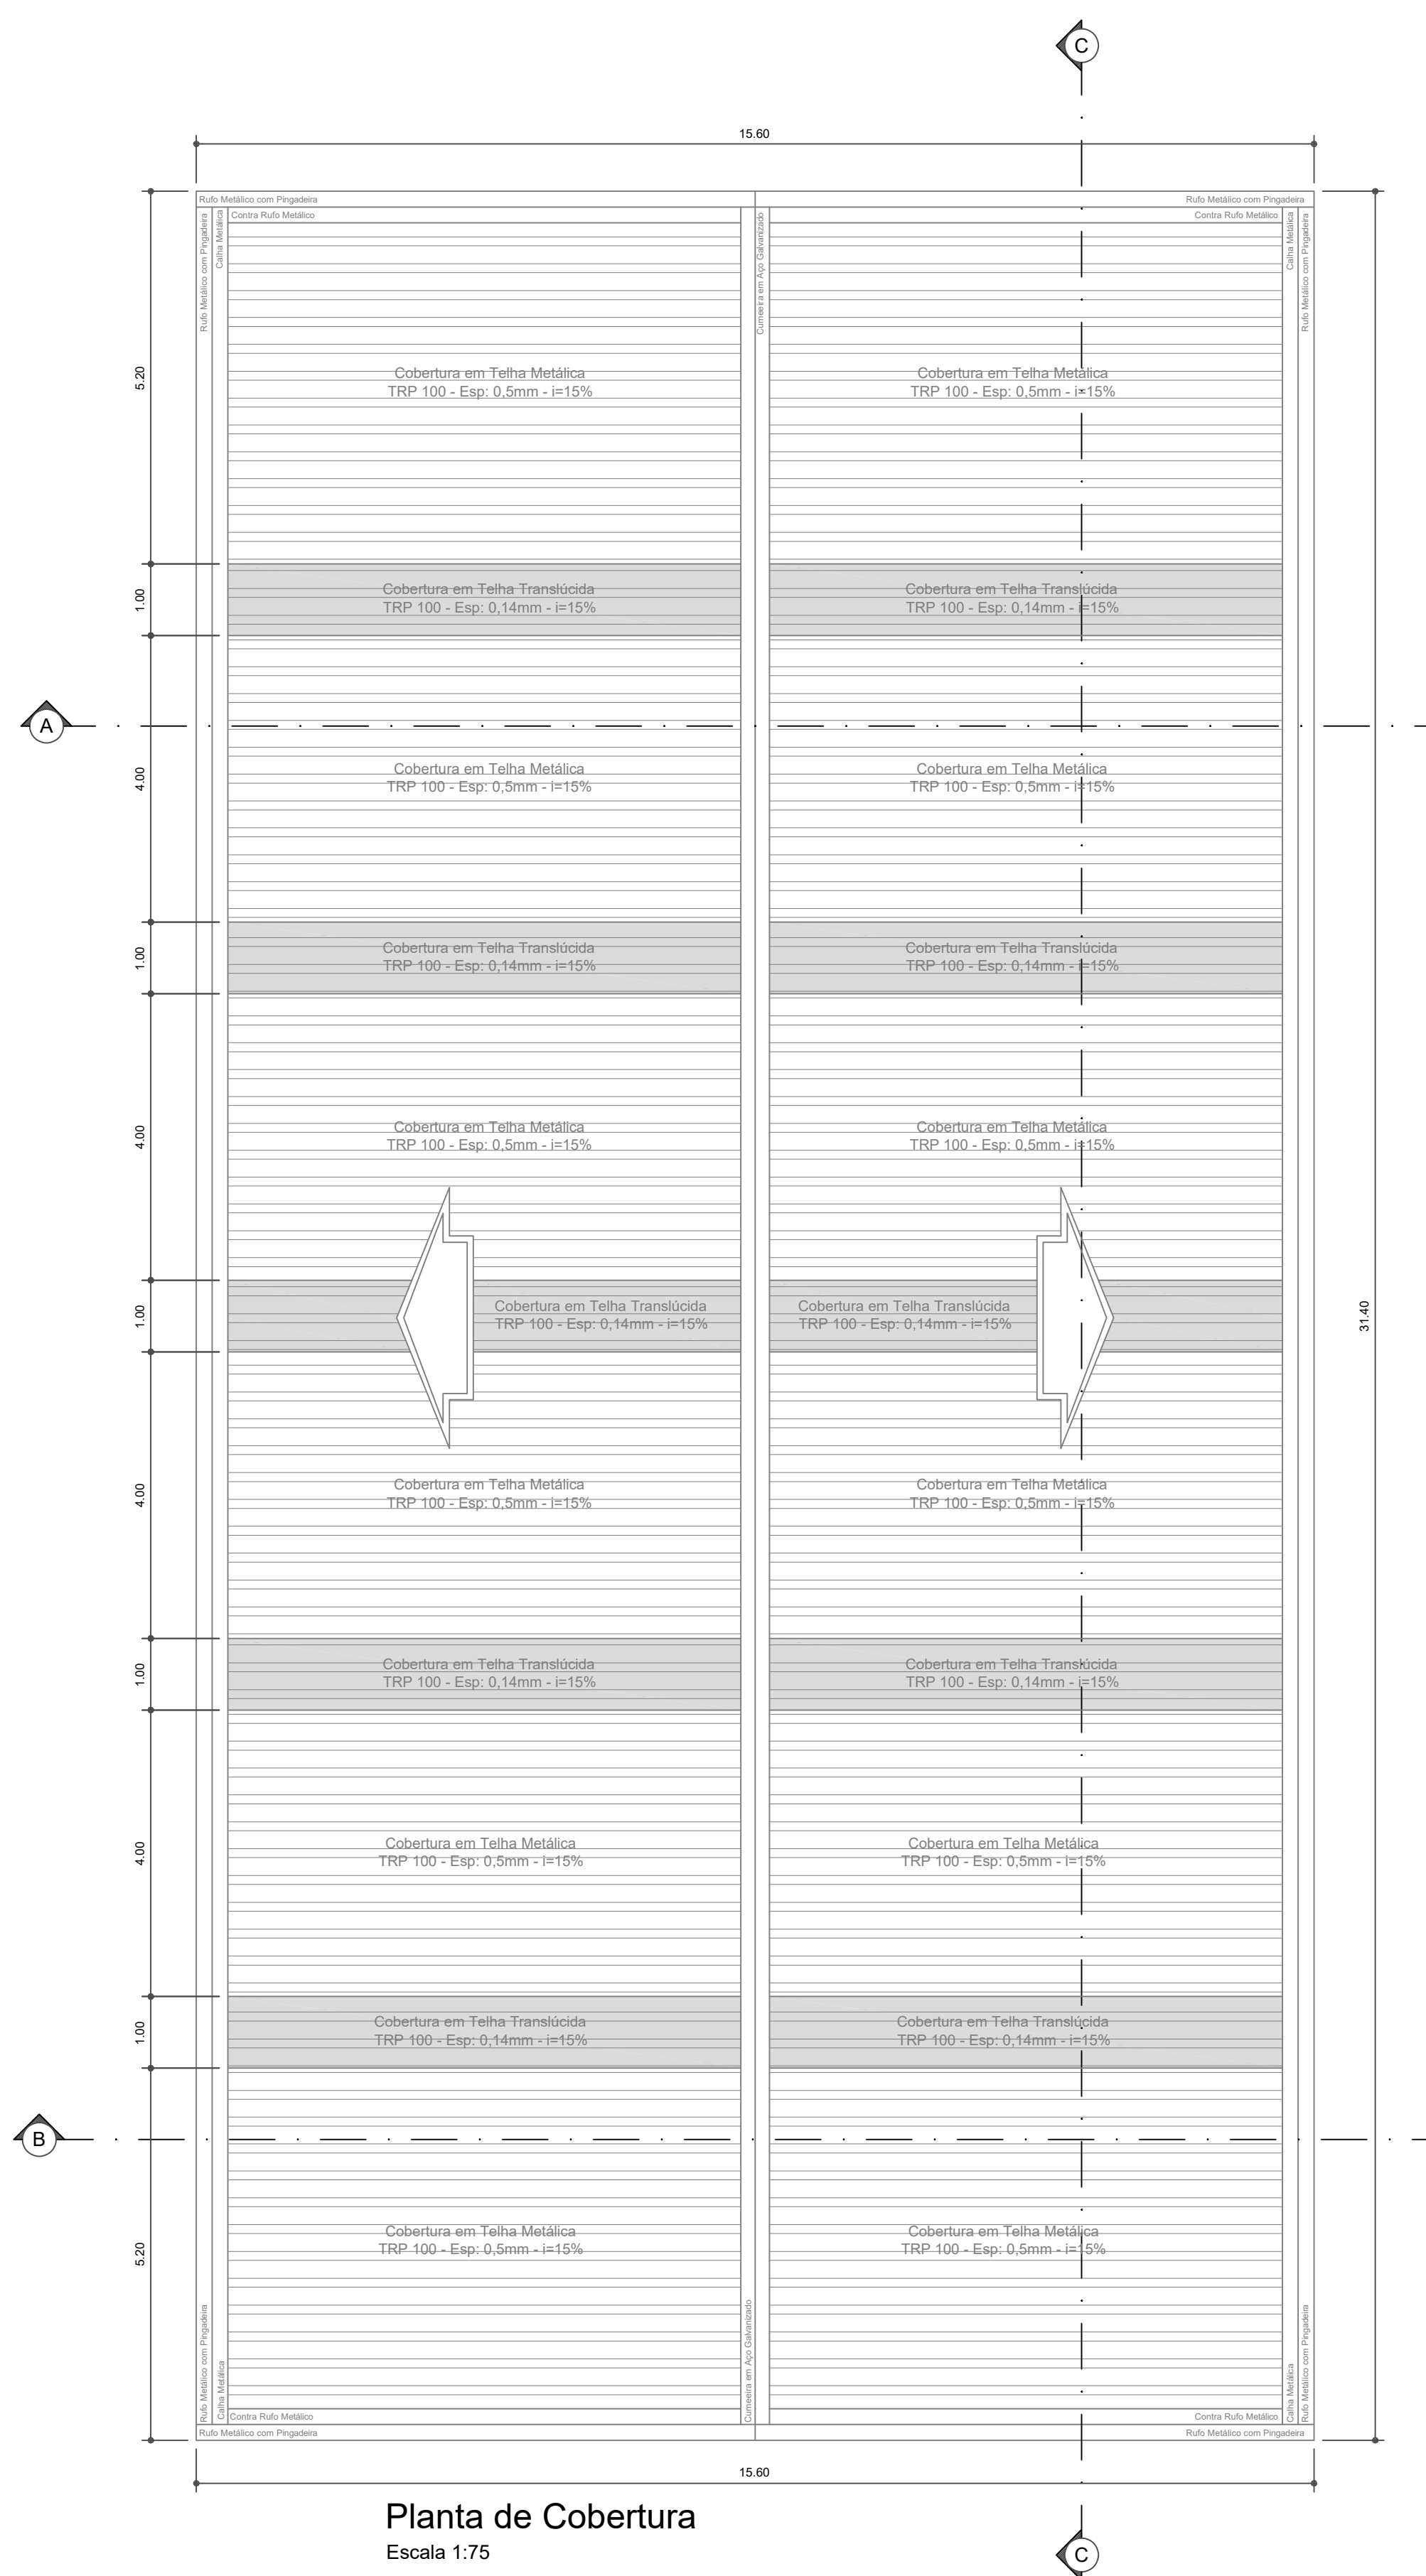 C
15.60
Rufo Metálico com Pingadeira
Rufo Metálico com Pingadeira
Rufo Metálico com Pingadeira
Calha Metálica
Contra Rufo Metálico
Cumeeira em Aço Galvanizado
Contra Rufo Metálico
Calha Metálica
Rufo Metálico com Pingadeira
5.20
Cobertura em Telha Metálica
TRP 100 - Esp: 0,5mm - i=15%
Cobertura em Telha Metálica
TRP 100 - Esp: 0,5mm - i=15%
1.00
Cobertura em Telha Translúcida
TRP 100 - Esp: 0,14mm - i=15%
Cobertura em Telha Translúcida
TRP 100 - Esp: 0,14mm - i=15%
A
4.00
Cobertura em Telha Metálica
TRP 100 - Esp: 0,5mm - i=15%
Cobertura em Telha Metálica
TRP 100 - Esp: 0,5mm - i=15%
1.00
Cobertura em Telha Translúcida
TRP 100 - Esp: 0,14mm - i=15%
Cobertura em Telha Translúcida
TRP 100 - Esp: 0,14mm - i=15%
4.00
Cobertura em Telha Metálica
TRP 100 - Esp: 0,5mm - i=15%
Cobertura em Telha Metálica
TRP 100 - Esp: 0,5mm - i=15%
1.00
Cobertura em Telha Translúcida
TRP 100 - Esp: 0,14mm - i=15%
Cobertura em Telha Translúcida
TRP 100 - Esp: 0,14mm - i=15%
31.40
4.00
Cobertura em Telha Metálica
TRP 100 - Esp: 0,5mm - i=15%
Cobertura em Telha Metálica
TRP 100 - Esp: 0,5mm - i=15%
1.00
Cobertura em Telha Translúcida
TRP 100 - Esp: 0,14mm - i=15%
Cobertura em Telha Translúcida
TRP 100 - Esp: 0,14mm - i=15%
4.00
Cobertura em Telha Metálica
TRP 100 - Esp: 0,5mm - i=15%
Cobertura em Telha Metálica
TRP 100 - Esp: 0,5mm - i=15%
1.00
Cobertura em Telha Translúcida
TRP 100 - Esp: 0,14mm - i=15%
Cobertura em Telha Translúcida
TRP 100 - Esp: 0,14mm - i=15%
B
5.20
Cobertura em Telha Metálica
TRP 100 - Esp: 0,5mm - i=15%
Cobertura em Telha Metálica
TRP 100 - Esp: 0,5mm - i=15%
Rufo Metálico com Pingadeira
Calha Metálica
Contra Rufo Metálico
Cumeeira em Aço Galvanizado
Contra Rufo Metálico
Calha Metálica
Rufo Metálico com Pingadeira
Rufo Metálico com Pingadeira
Rufo Metálico com Pingadeira
15.60
Planta de Cobertura
Escala 1:75
C